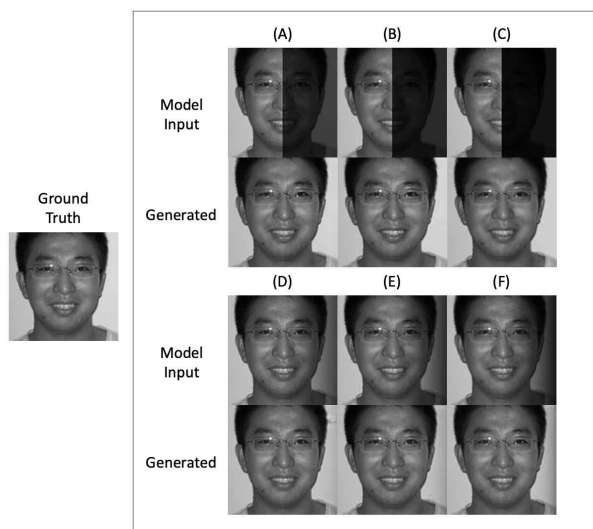 (A) (B) (C)
Model
Input
Ground
Truth
Generated
(D) (E) (F)
Model
Input
Generated